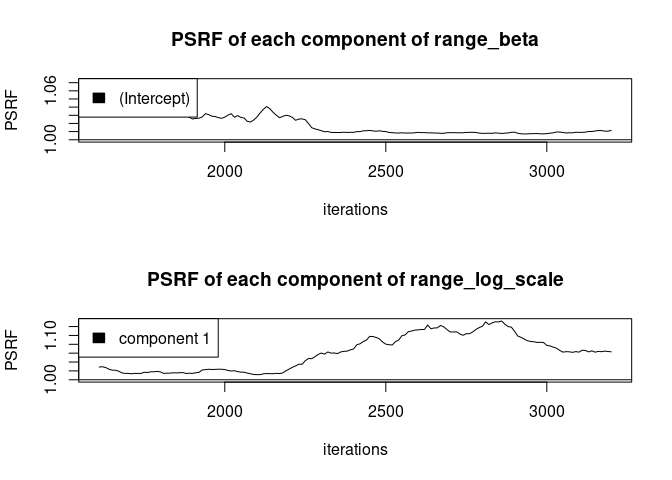 PSRF of each component of range_beta
PSRF
1.06
1.00
(Intercept)
2000 2500 3000
iterations
PSRF of each component of range_log_scale
PSRF
1.10
1.00
component 1
2000 2500 3000
iterations